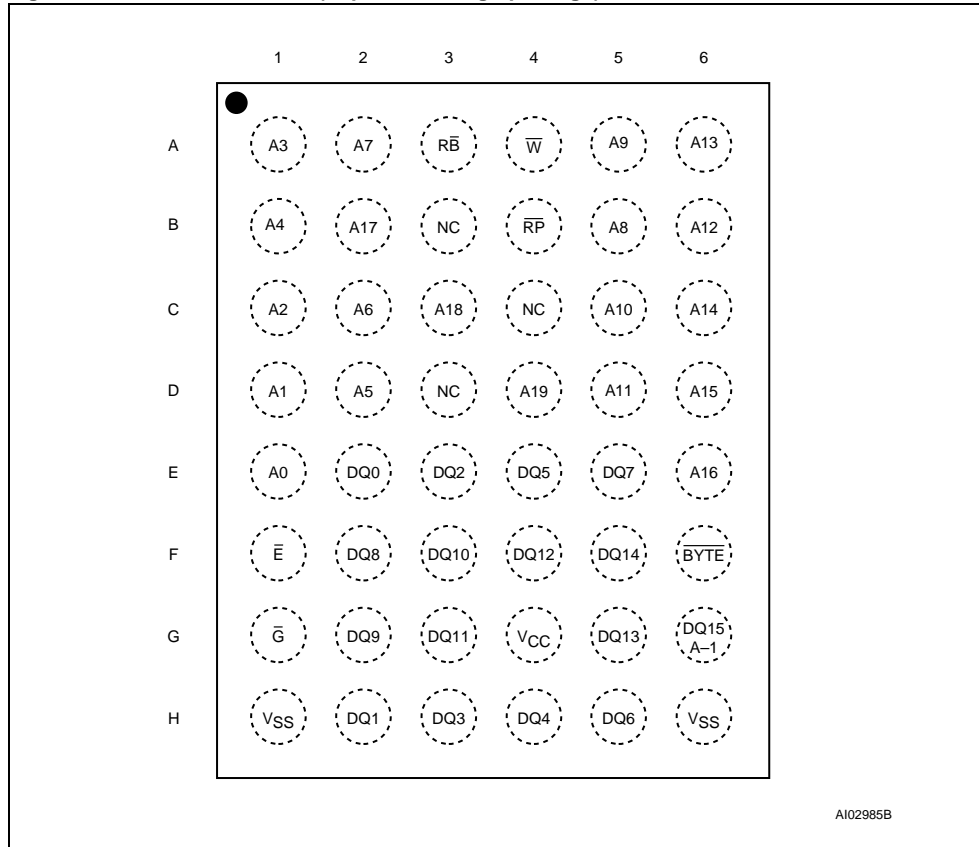 1 2 3 4 5 6
A A3 A7 RB̅ W̅ A9 A13
B A4 A17 NC R̅P̅ A8 A12
C A2 A6 A18 NC A10 A14
D A1 A5 NC A19 A11 A15
E A0 DQ0 DQ2 DQ5 DQ7 A16
F E̅ DQ8 DQ10 DQ12 DQ14 B̅Y̅T̅E̅
G G̅ DQ9 DQ11 VCC DQ13 DQ15
A–1
H VSS DQ1 DQ3 DQ4 DQ6 VSS
AI02985B